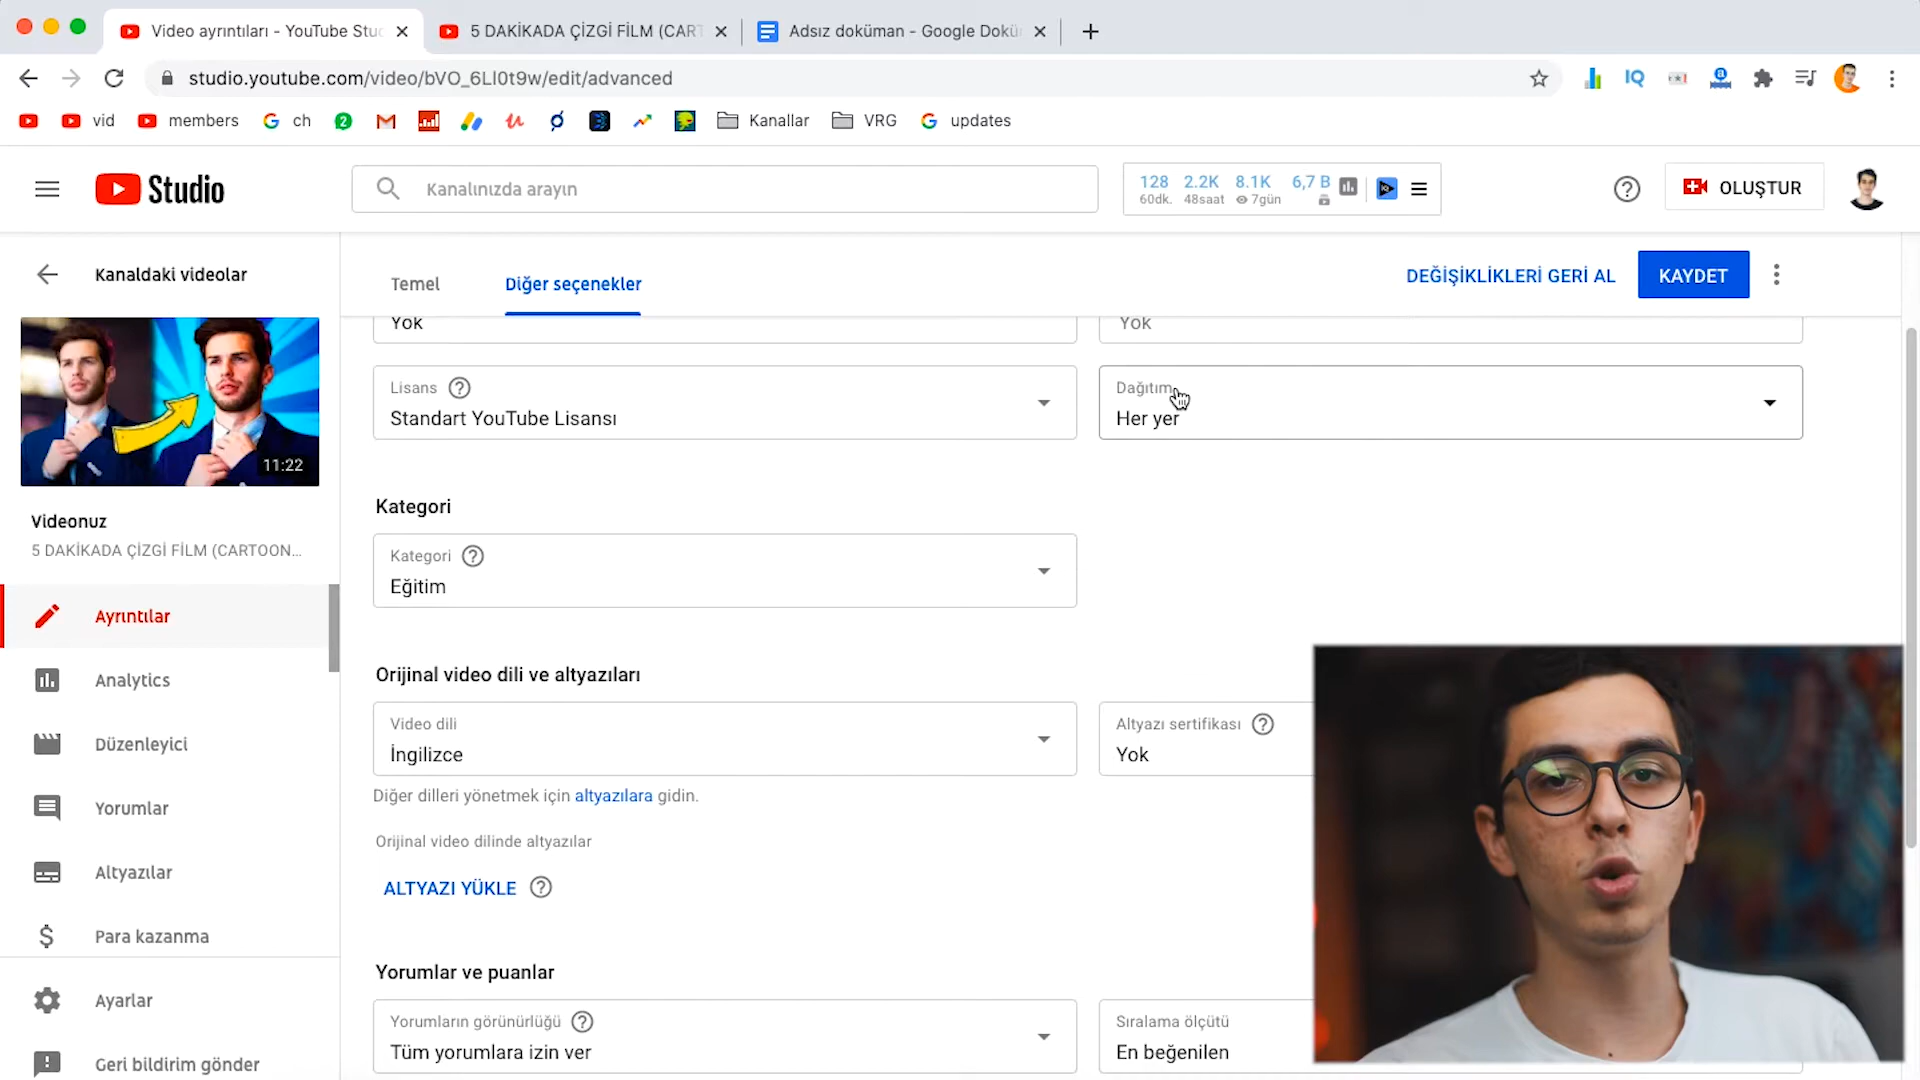 Video ayrıntıları - YouTube Stu
5 DAKİKADA ÇİZGİ FİLM (CART
Adsız doküman - Google Dokü
studio.youtube.com/video/bVO_6LI0t9w/edit/advanced
vid
members
ch
Kanallar
VRG
updates
Studio
Kanalınızda arayın
128 2.2K 8.1K 6,7 B
60dk. 48saat 7gün
OLUŞTUR
Kanaldaki videolar
Temel
Diğer seçenekler
DEĞİŞİKLİKLERİ GERİ AL
KAYDET
11:22
Videonuz
5 DAKİKADA ÇİZGİ FİLM (CARTOON...
Ayrıntılar
Analytics
Düzenleyici
Yorumlar
Altyazılar
Para kazanma
Ayarlar
Geri bildirim gönder
Yok
Yok
Lisans
Standart YouTube Lisansı
Dağıtım
Her yer
Kategori
Kategori
Eğitim
Orijinal video dili ve altyazıları
Video dili
İngilizce
Altyazı sertifikası
Yok
Diğer dilleri yönetmek için altyazılara gidin.
Orijinal video dilinde altyazılar
ALTYAZI YÜKLE
Yorumlar ve puanlar
Yorumların görünürlüğü
Tüm yorumlara izin ver
Sıralama ölçütü
En beğenilen